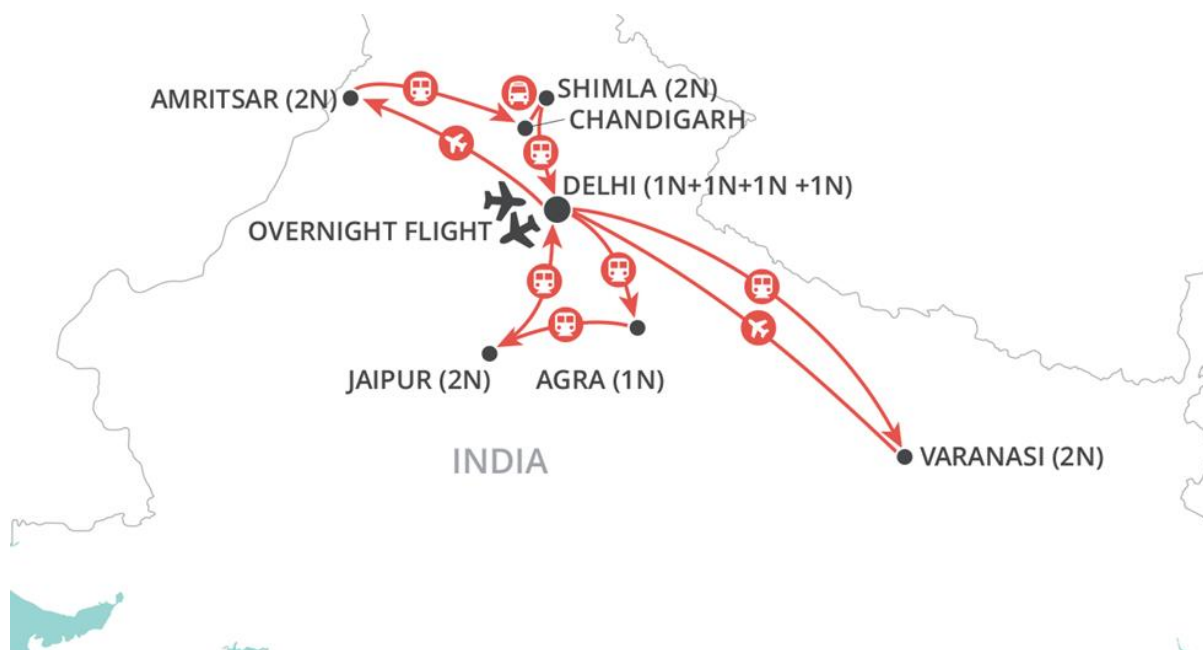 AMRITSAR (2N)
SHIMLA (2N)
CHANDIGARH
DELHI (1N+1N+1N +1N)
OVERNIGHT FLIGHT
JAIPUR (2N)
AGRA (1N)
INDIA
VARANASI (2N)